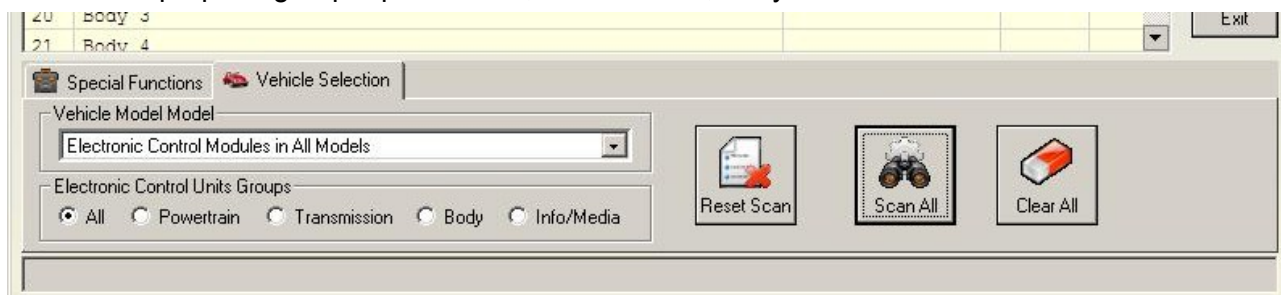 20 Body 3
Exit
21 Body 4
Special Functions Vehicle Selection
Vehicle Model Model
Electronic Control Modules in All Models
Electronic Control Units Groups
All Powertrain Transmission Body Info/Media
Reset Scan Scan All Clear All